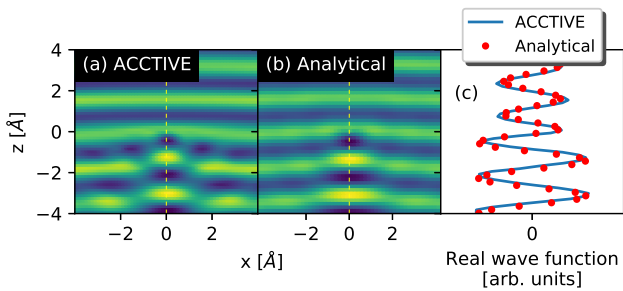 ACCTIVE
Analytical
(a) ACCTIVE
(b) Analytical
(c)
4
2
0
−2
−4
z [Å]
−2 0 2
−2 0 2
0
x [Å]
Real wave function
[arb. units]